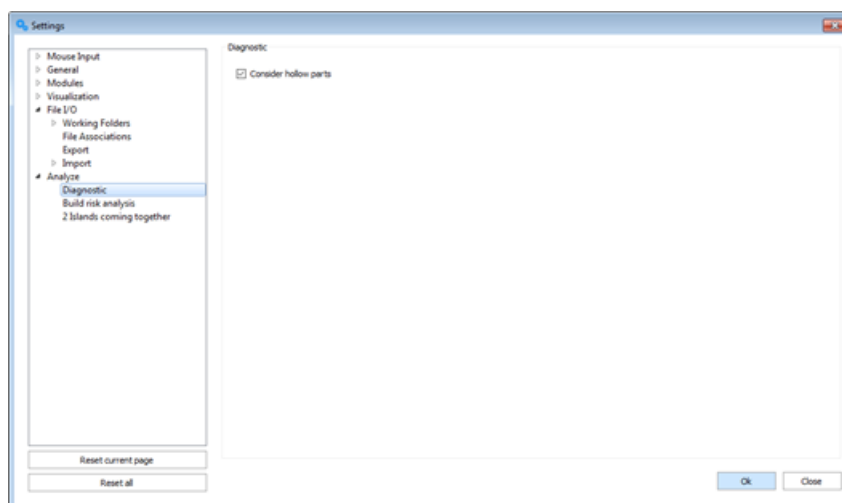 Settings
Mouse Input
General
Modules
Visualization
File I/O
Working Folders
File Associations
Export
Import
Analyze
Diagnostic
Build risk analysis
2 Islands coming together
Reset current page
Reset all
Diagnostic
Consider hollow parts
Ok
Close